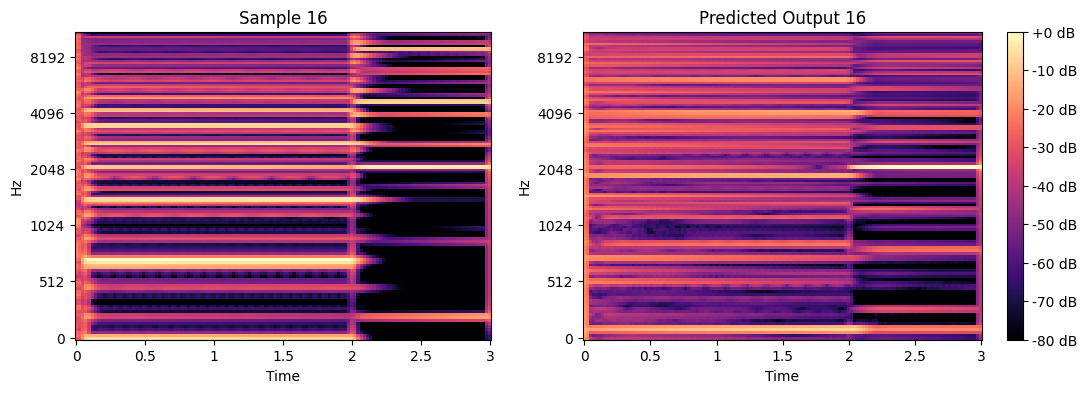 Sample 16
Predicted Output 16
+0 dB
8192
8192
-10 dB
-20 dB
4096
4096
-30 dB
Hz
2048
Hz
2048
-40 dB
1024
1024
-50 dB
-60 dB
512
512
-70 dB
0
0
-80 dB
0
0.5
1
1.5
2
2.5
3
0
0.5
1
1.5
2
2.5
3
Time
Time